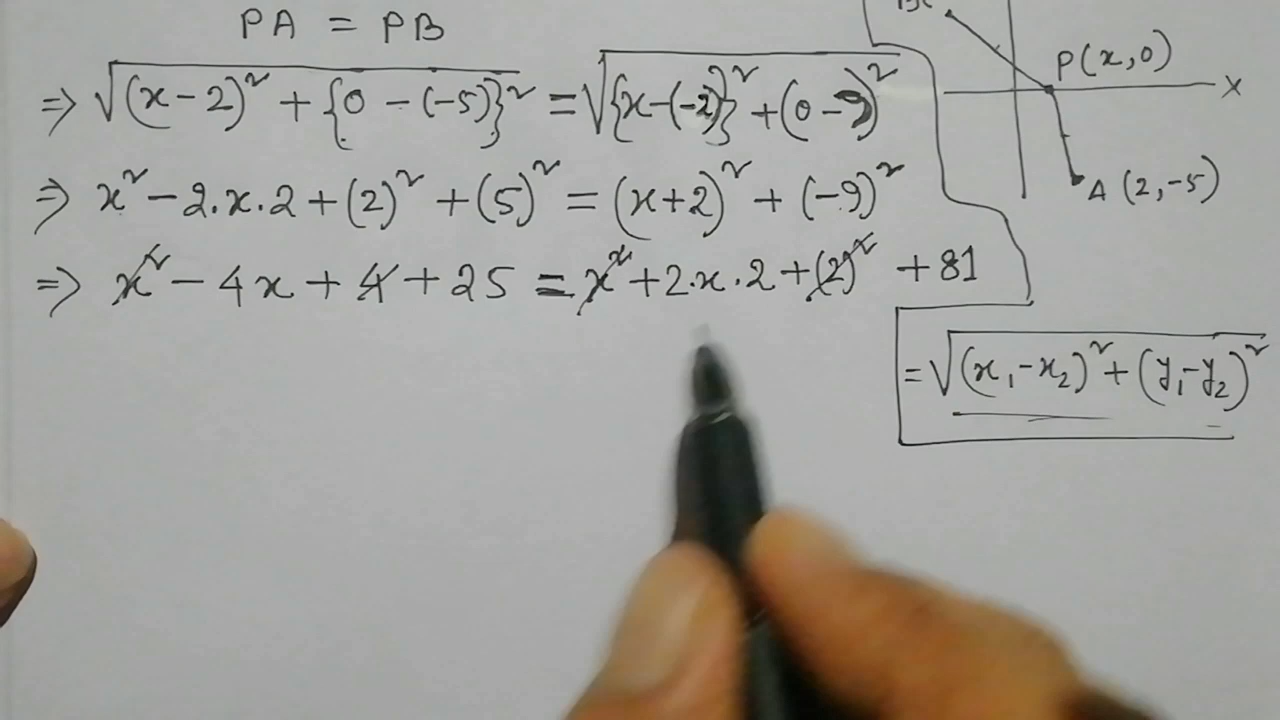 PA = PB
⇒ √((x-2)² + {0 - (-5)}²) = √({x-(-2)}² + (0-9)²)
⇒ x² - 2.x.2 + (2)² + (5)² = (x+2)² + (-9)²
⇒ x² - 4x + 4 + 25 = x² + 2.x.2 + (2)² + 81
P(x,0)
X
A (2,-5)
= √((x₁-x₂)² + (y₁-y₂)²)